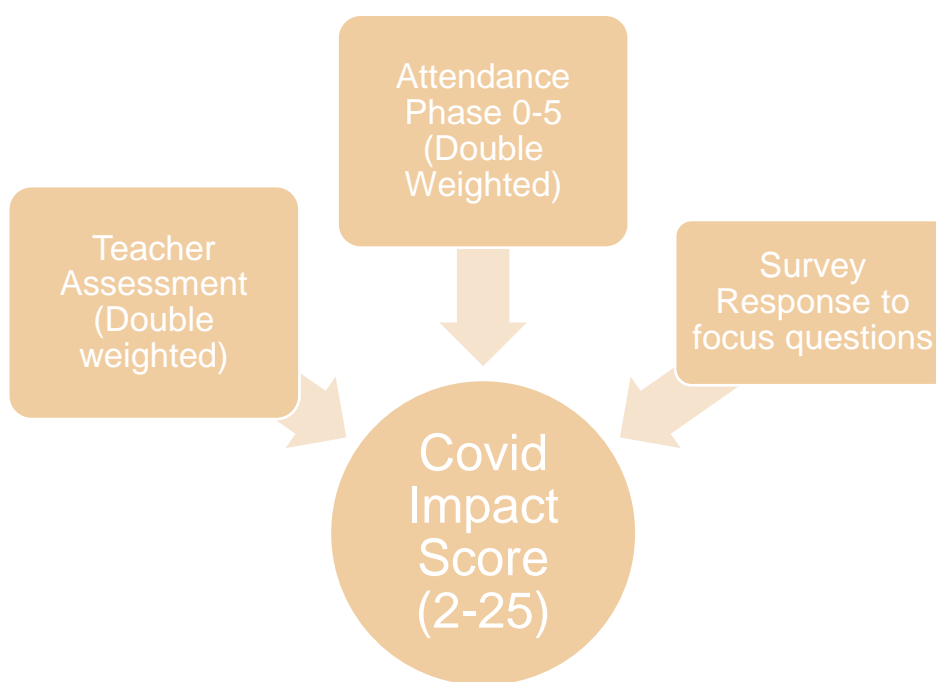 Attendance
Phase 0-5
(Double
Weighted)
Teacher
Assessment
(Double
weighted)
Survey
Response to
focus questions
Covid
Impact
Score
(2-25)